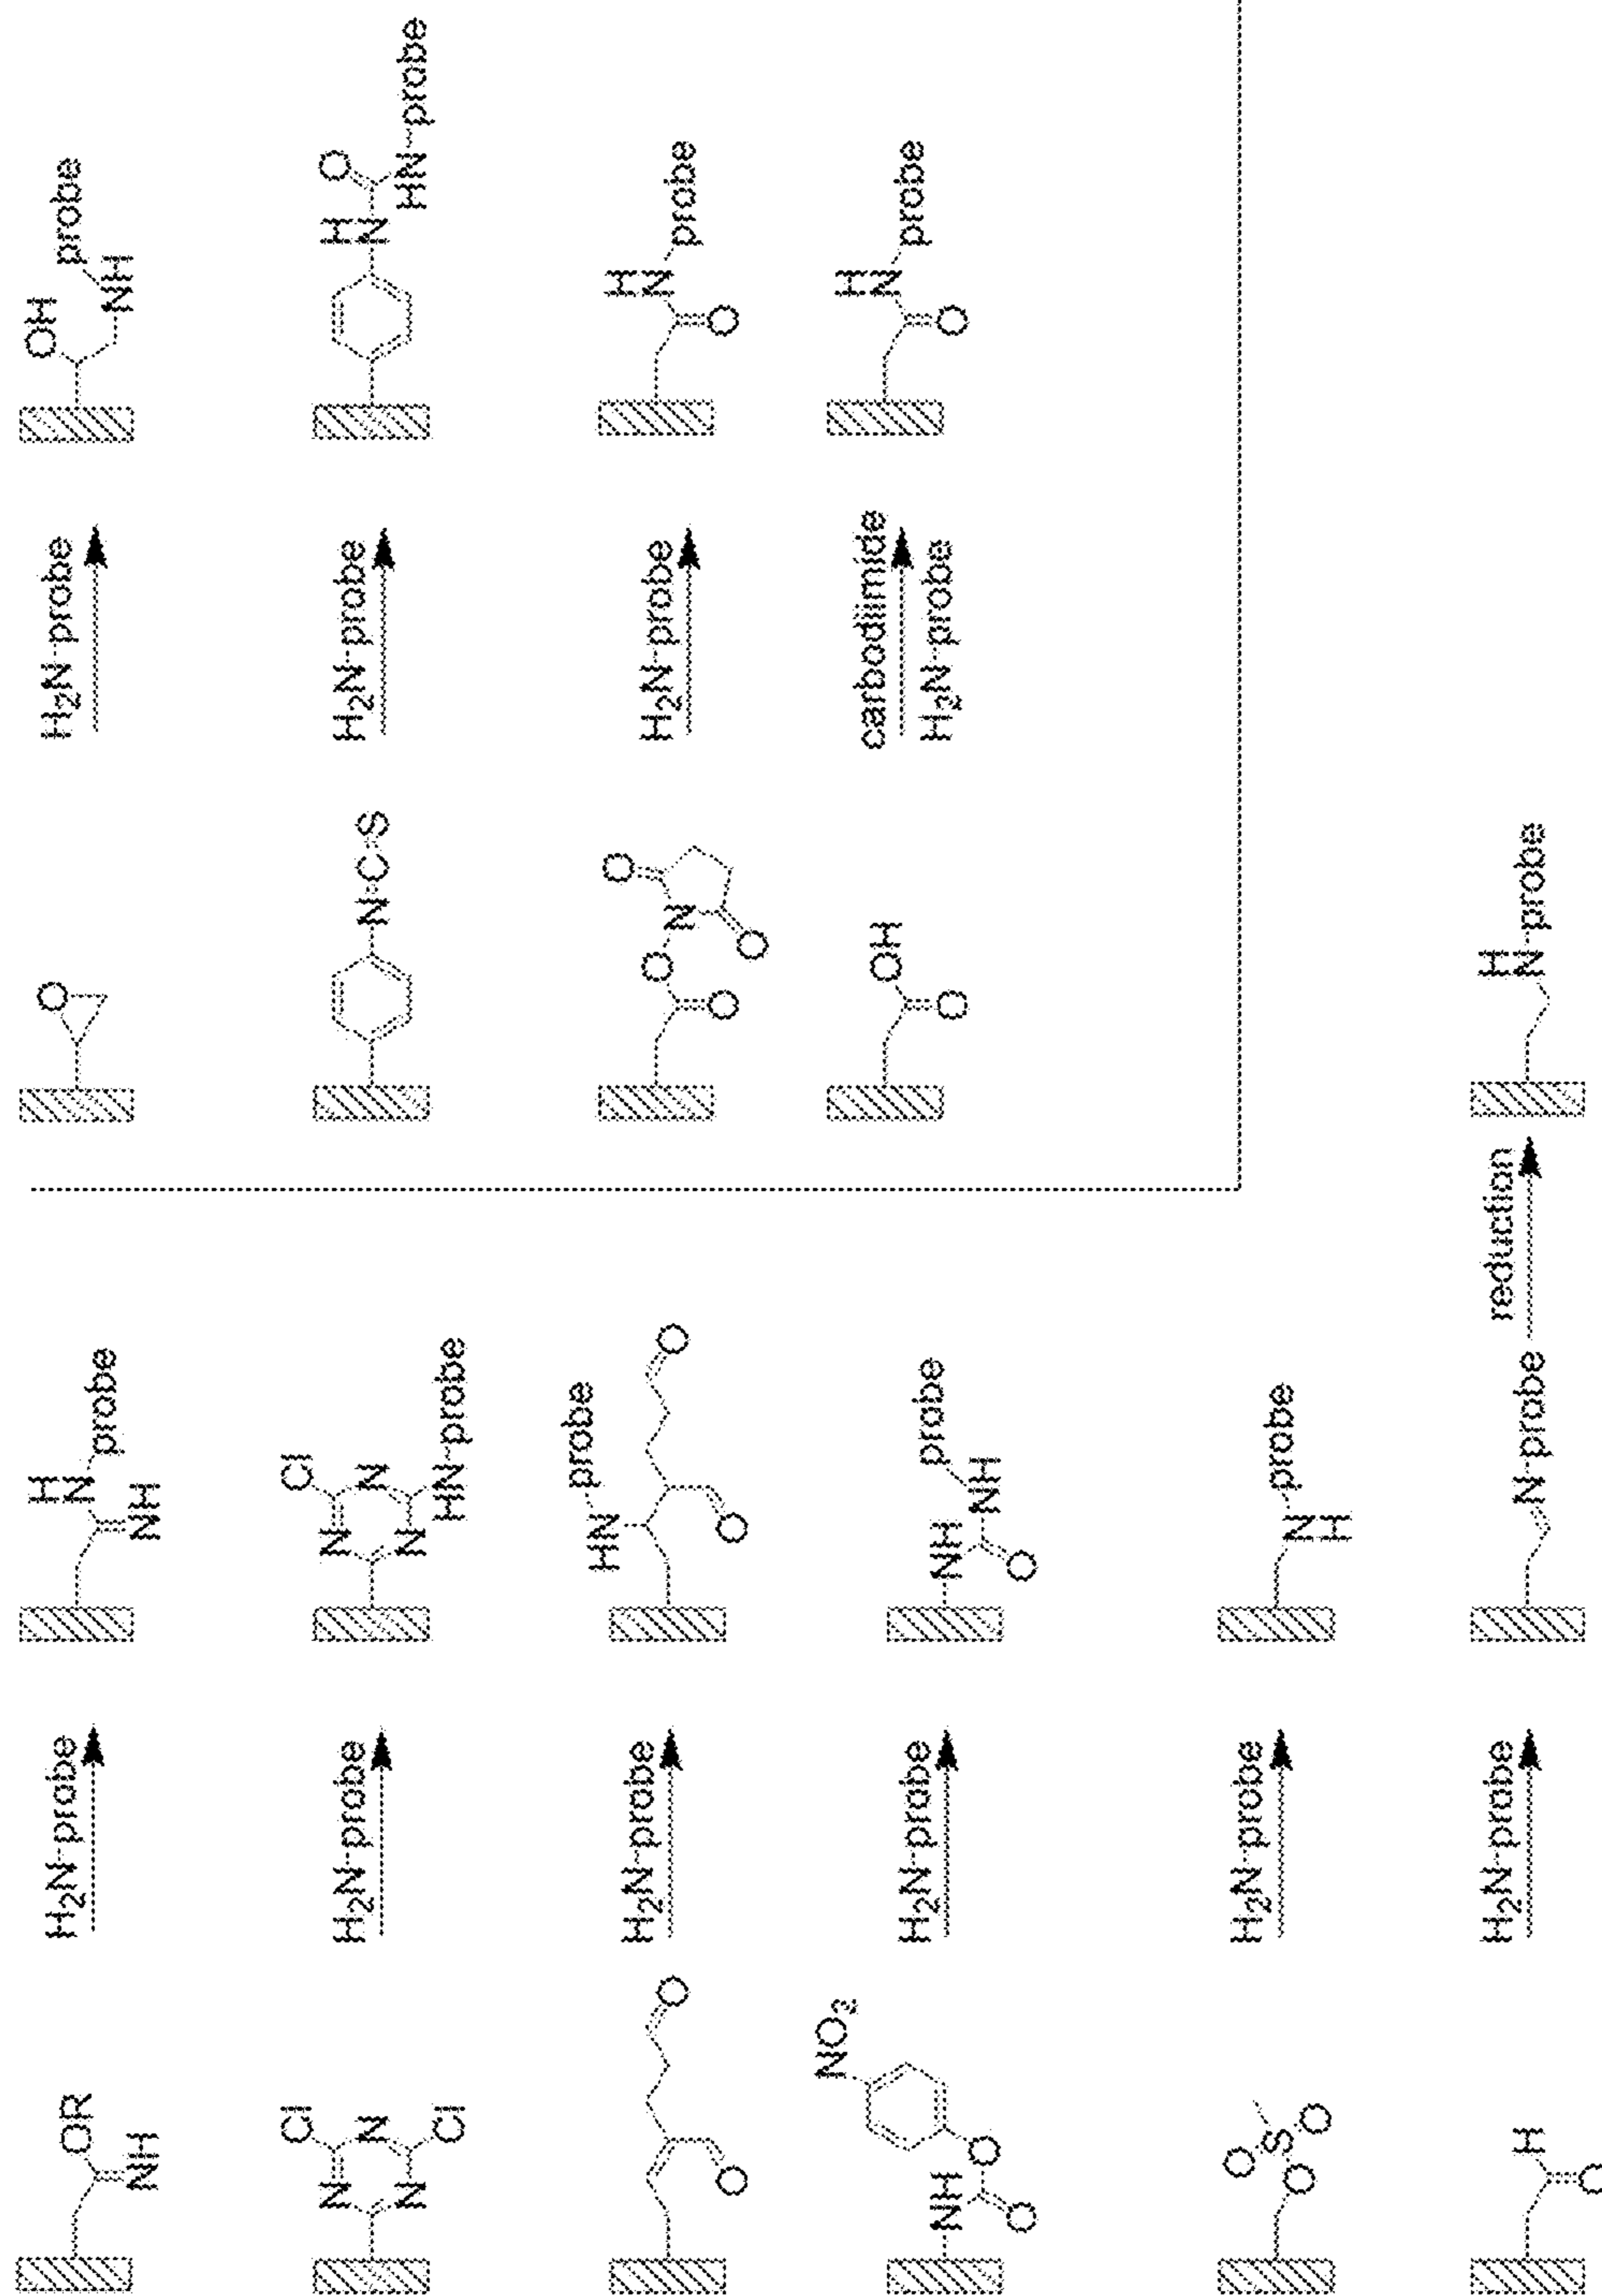 OR
NH
H₂N-probe
H
N
probe
NH
O
H₂N-probe
OH
probe
NH
Cl
N
N
N
Cl
H₂N-probe
Cl
N
N
N
HN-probe
N=C=S
H₂N-probe
H
N
O
HN-probe
O
O
H₂N-probe
HN
probe
O
O
O
O
N
O
O
H₂N-probe
H
N
probe
O
NO₂
NH
O
O
H₂N-probe
NH
NH
probe
O
OH
O
carbodiimide
H₂N-probe
H
N
probe
O
O
O
S
O
H₂N-probe
N
H
probe
H
O
H₂N-probe
N-probe
reduction
H
N-probe